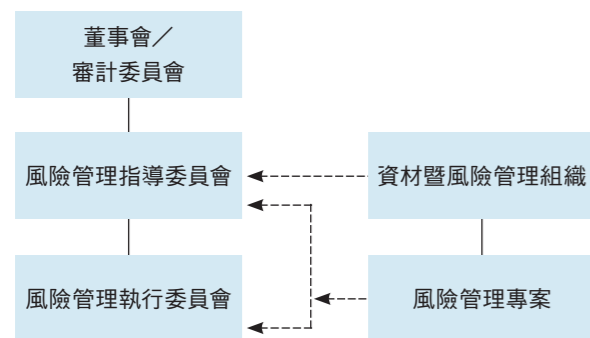 董事會／
審計委員會
風險管理指導委員會
資材暨風險管理組織
風險管理執行委員會
風險管理專案